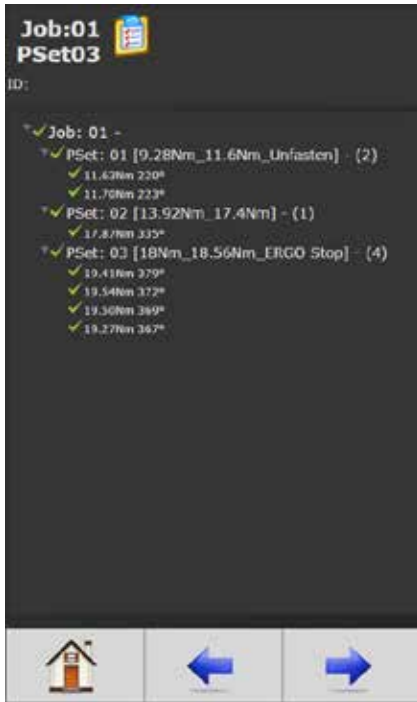 Job:01
PSet03
ID:
Job: 01 -
PSet: 01 [9.28Nm_11.6Nm_Unfasten] - (2)
11.63Nm 220°
11.70Nm 223°
PSet: 02 [13.92Nm_17.4Nm] - (1)
17.87Nm 335°
PSet: 03 [18Nm_18.56Nm_ERGO Stop] - (4)
19.41Nm 379°
19.54Nm 372°
19.50Nm 369°
19.27Nm 367°